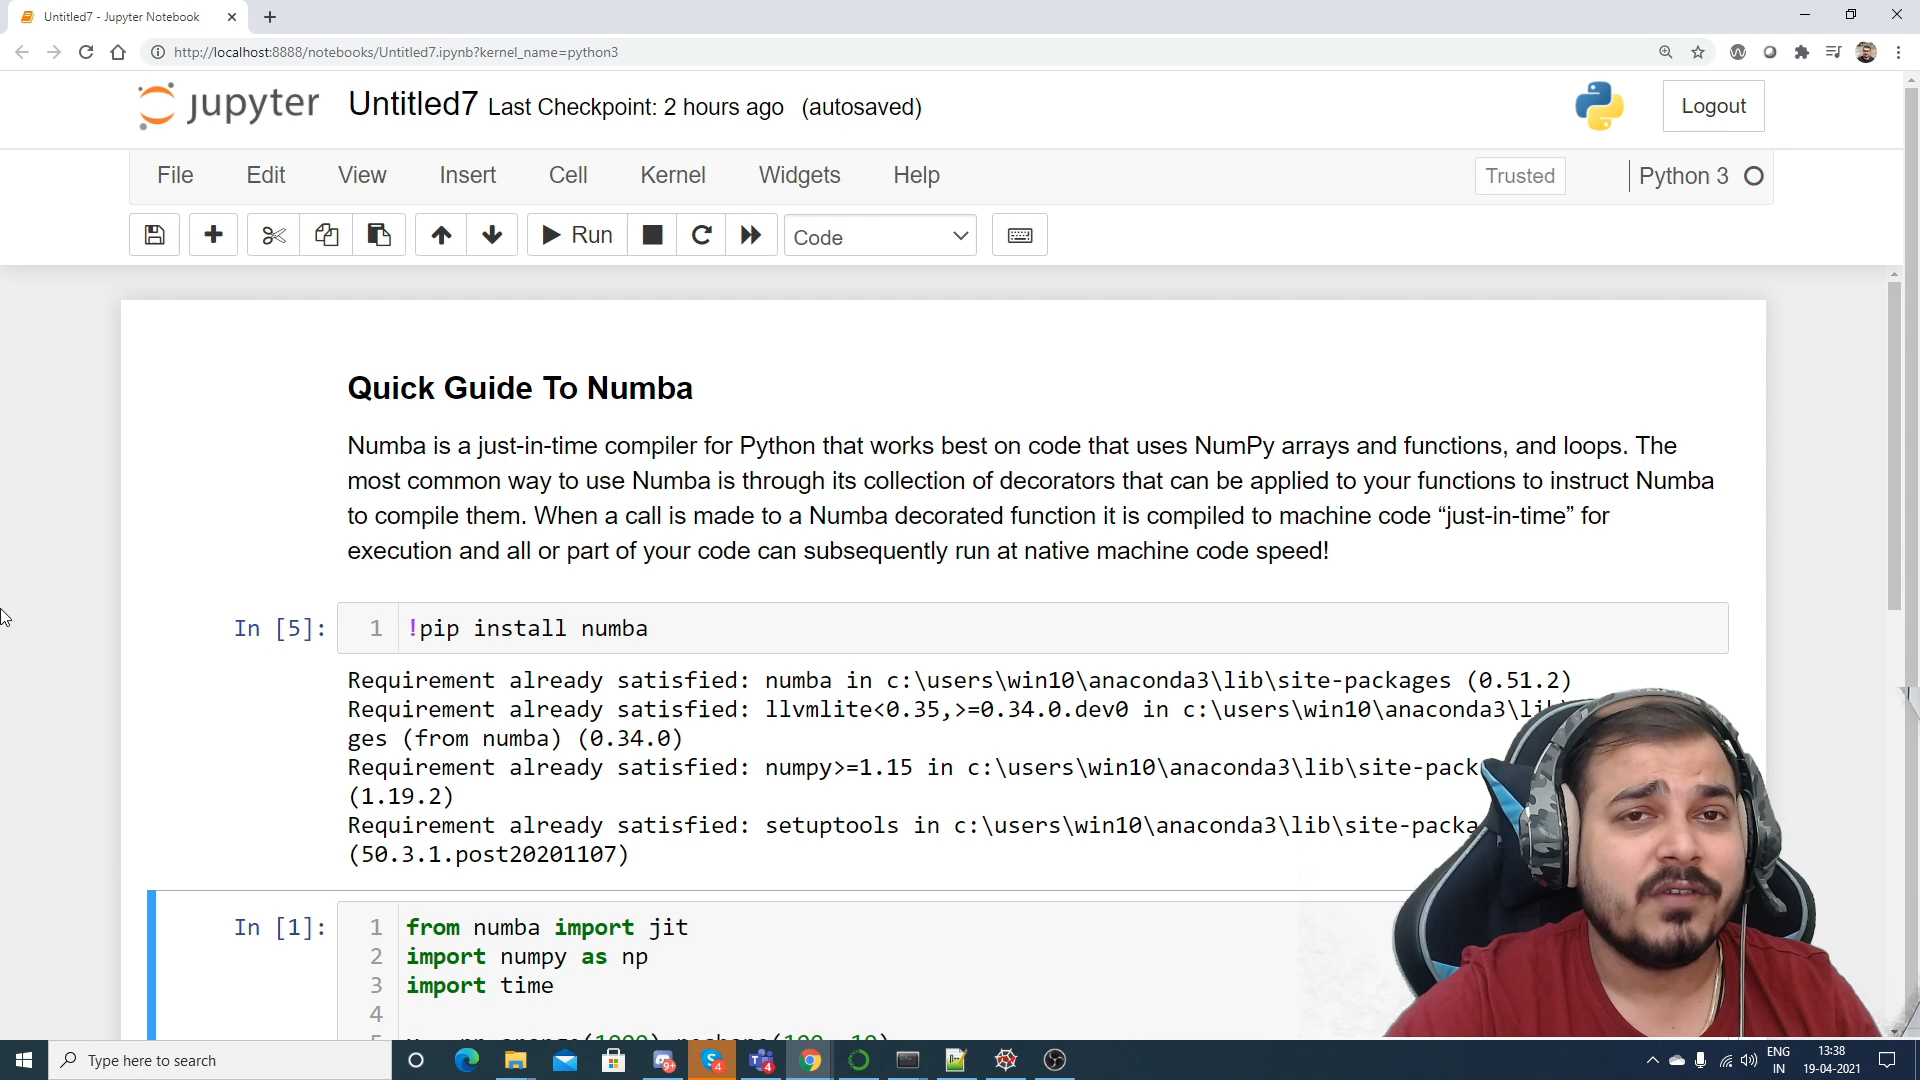 Untitled7 - Jupyter Notebook
http://localhost:8888/notebooks/Untitled7.ipynb?kernel_name=python3
jupyter Untitled7 Last Checkpoint: 2 hours ago (autosaved)
Logout
File Edit View Insert Cell Kernel Widgets Help
Trusted
Python 3
Run
Code
Quick Guide To Numba
Numba is a just-in-time compiler for Python that works best on code that uses NumPy arrays and functions, and loops. The
most common way to use Numba is through its collection of decorators that can be applied to your functions to instruct Numba
to compile them. When a call is made to a Numba decorated function it is compiled to machine code “just-in-time” for
execution and all or part of your code can subsequently run at native machine code speed!
In [5]: 1 !pip install numba
Requirement already satisfied: numba in c:\users\win10\anaconda3\lib\site-packages (0.51.2)
Requirement already satisfied: llvmlite<0.35,>=0.34.0.dev0 in c:\users\win10\anaconda3\li
ges (from numba) (0.34.0)
Requirement already satisfied: numpy>=1.15 in c:\users\win10\anaconda3\lib\site-pack
(1.19.2)
Requirement already satisfied: setuptools in c:\users\win10\anaconda3\lib\site-packa
(50.3.1.post20201107)
In [1]: 1 from numba import jit
2 import numpy as np
3 import time
4
Type here to search
9+
4
4
ENG
IN
13:38
19-04-2021